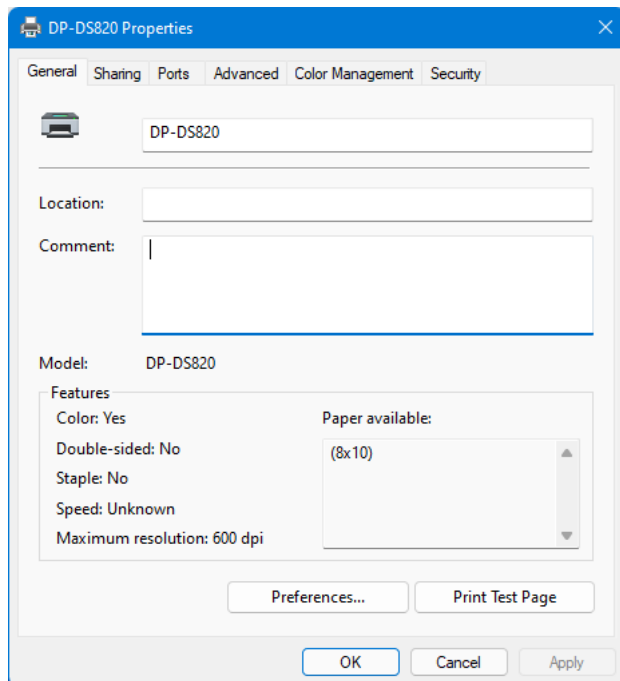 DP-DS820 Properties
General Sharing Ports Advanced Color Management Security
DP-DS820
Location:
Comment:
Model: DP-DS820
Features
Color: Yes
Double-sided: No
Staple: No
Speed: Unknown
Maximum resolution: 600 dpi
Paper available:
(8x10)
Preferences... Print Test Page
OK Cancel Apply